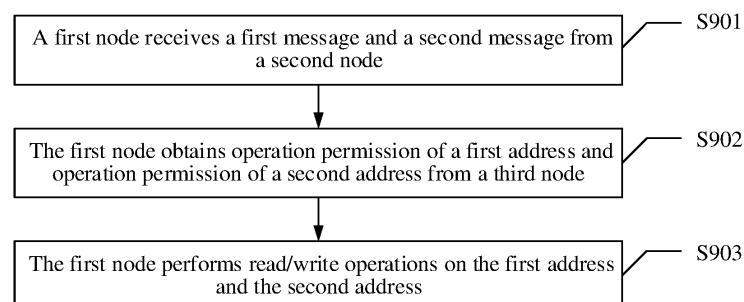 A first node receives a first message and a second message from
a second node
S901
The first node obtains operation permission of a first address and
operation permission of a second address from a third node
S902
The first node performs read/write operations on the first address
and the second address
S903